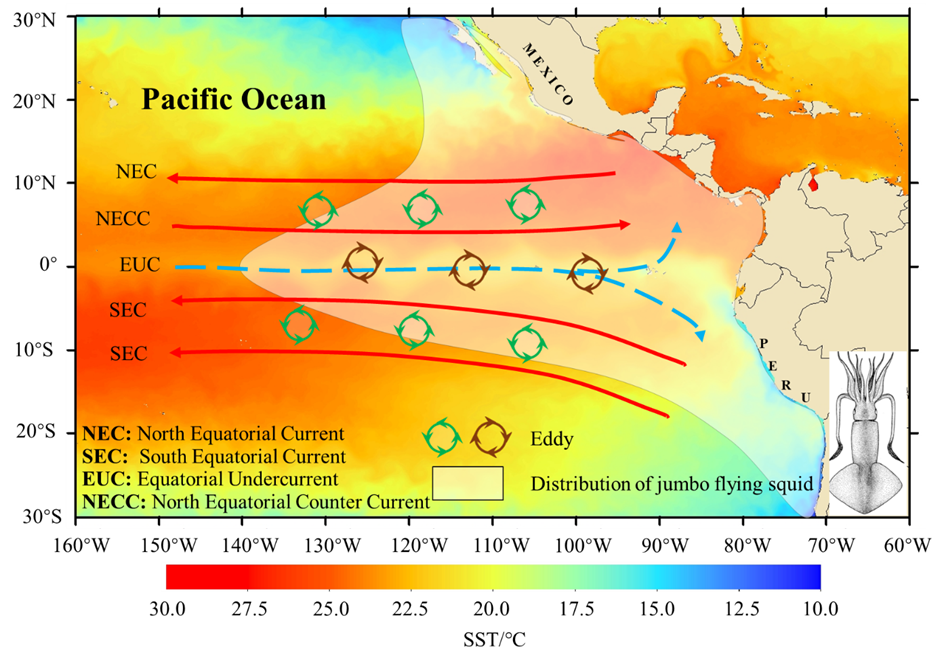 30°N
20°N
10°N
0°
10°S
20°S
30°S
Pacific Ocean
MEXICO
NEC
NECC
EUC
SEC
SEC
PERU
NEC: North Equatorial Current
SEC: South Equatorial Current
EUC: Equatorial Undercurrent
NECC: North Equatorial Counter Current
Eddy
Distribution of jumbo flying squid
160°W 150°W 140°W 130°W 120°W 110°W 100°W 90°W 80°W 70°W 60°W
30.0 27.5 25.0 22.5 20.0 17.5 15.0 12.5 10.0
SST/°C